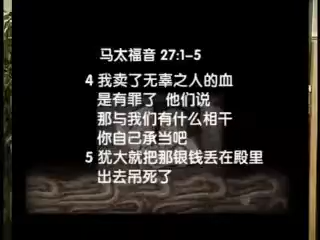 马太福音 27:1-5
4 我卖了无辜之人的血
是有罪了 他们说
那与我们有什么相干
你自己承当吧
5 犹大就把那银钱丢在殿里
出去吊死了